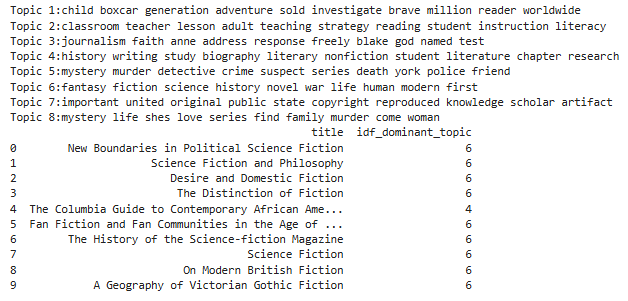 Topic 1:child boxcar generation adventure sold investigate brave million reader worldwide
Topic 2:classroom teacher lesson adult teaching strategy reading student instruction literacy
Topic 3:journalism faith anne address response freely blake god named test
Topic 4:history writing study biography literary nonfiction student literature chapter research
Topic 5:mystery murder detective crime suspect series death york police friend
Topic 6:fantasy fiction science history novel war life human modern first
Topic 7:important united original public state copyright reproduced knowledge scholar artifact
Topic 8:mystery life shes love series find family murder come woman
title idf_dominant_topic
0 New Boundaries in Political Science Fiction 6
1 Science Fiction and Philosophy 6
2 Desire and Domestic Fiction 6
3 The Distinction of Fiction 6
4 The Columbia Guide to Contemporary African Ame... 4
5 Fan Fiction and Fan Communities in the Age of ... 6
6 The History of the Science-fiction Magazine 6
7 Science Fiction 6
8 On Modern British Fiction 6
9 A Geography of Victorian Gothic Fiction 6